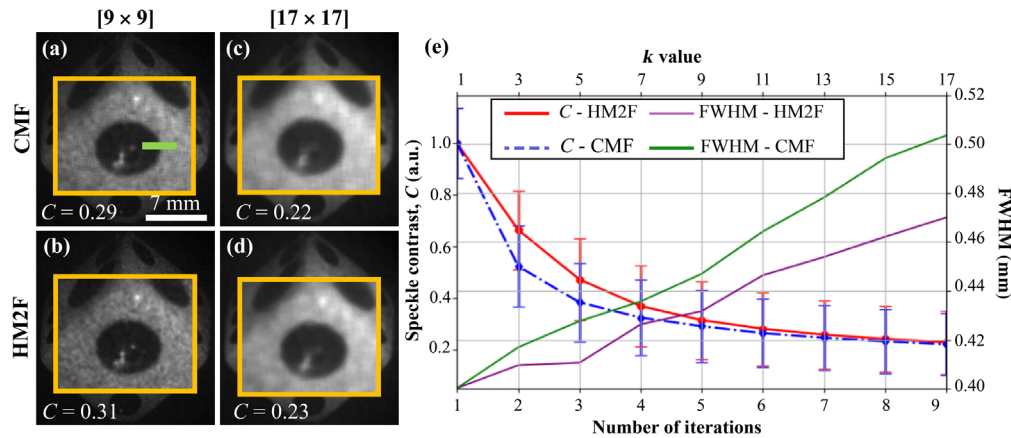 [9 × 9]
[17 × 17]
CMF
(a)
C = 0.29
7 mm
(c)
C = 0.22
HM2F
(b)
C = 0.31
(d)
C = 0.23
(e)
k value
1 3 5 7 9 11 13 15 17
C - HM2F
FWHM - HM2F
C - CMF
FWHM - CMF
Speckle contrast, C (a.u.)
1.0
0.8
0.6
0.4
0.2
FWHM (mm)
0.52
0.50
0.48
0.46
0.44
0.42
0.40
1 2 3 4 5 6 7 8 9
Number of iterations